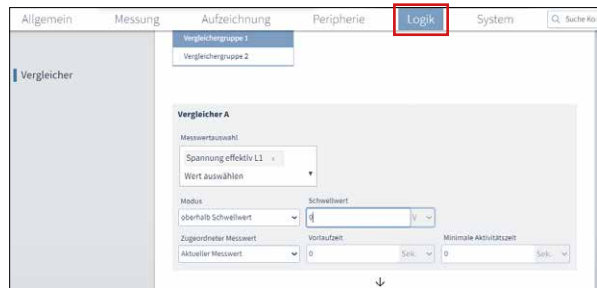 Allgemein Messung Aufzeichnung Peripherie Logik System Suche Ko
Vergleichergruppe 1
Vergleichergruppe 2
Vergleicher
Vergleicher A
Messwertauswahl
Spannung effektiv L1 ×
Wert auswählen
Modus Schwellwert
oberhalb Schwellwert 0 V
Zugeordneter Messwert Vorlaufzeit Minimale Aktivitätszeit
Aktueller Messwert 0 Sek. 0 Sek.